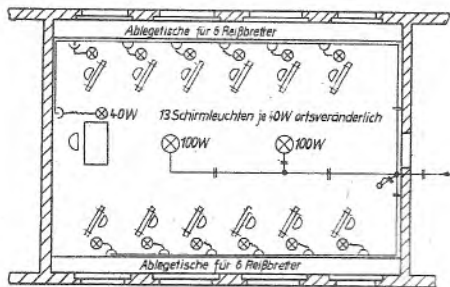 Ablegetische für 6 Reißbretter
40W
13 Schirmleuchten je 40W ortsveränderlich
100W
100W
Ablegetische für 6 Reißbretter